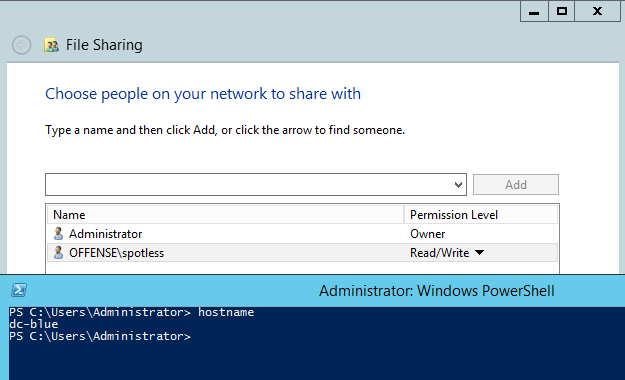 File Sharing
Choose people on your network to share with
Type a name and then click Add, or click the arrow to find someone.
Add
Name Permission Level
Administrator Owner
OFFENSE\spotless Read/Write
Administrator: Windows PowerShell
PS C:\Users\Administrator> hostname
dc-blue
PS C:\Users\Administrator>